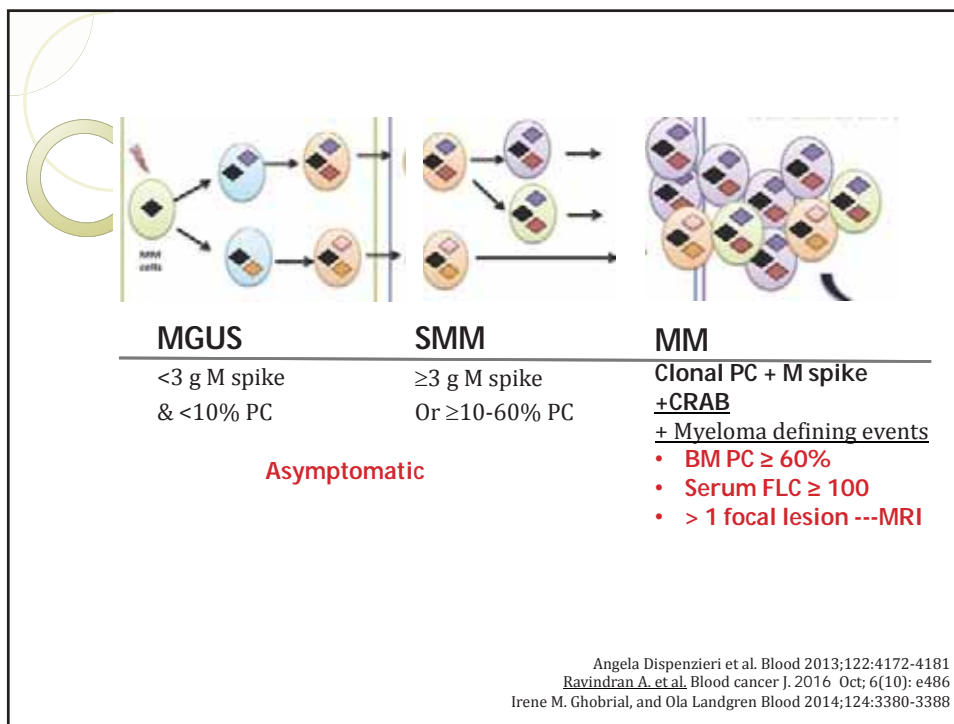 MM
cells
MGUS
<3 g M spike
& <10% PC
SMM
≥3 g M spike
Or ≥10-60% PC
Asymptomatic
MM
Clonal PC + M spike
+CRAB
+ Myeloma defining events
• BM PC ≥ 60%
• Serum FLC ≥ 100
• > 1 focal lesion ---MRI
Angela Dispenzieri et al. Blood 2013;122:4172-4181
Ravindran A. et al. Blood cancer J. 2016 Oct; 6(10): e486
Irene M. Ghobrial, and Ola Landgren Blood 2014;124:3380-3388